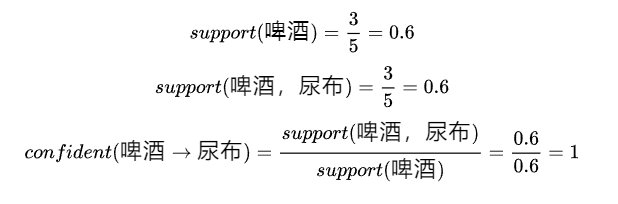 support(啤酒) = 3/5 = 0.6
support(啤酒，尿布) = 3/5 = 0.6
confident(啤酒 → 尿布) = support(啤酒，尿布)/support(啤酒) = 0.6/0.6 = 1